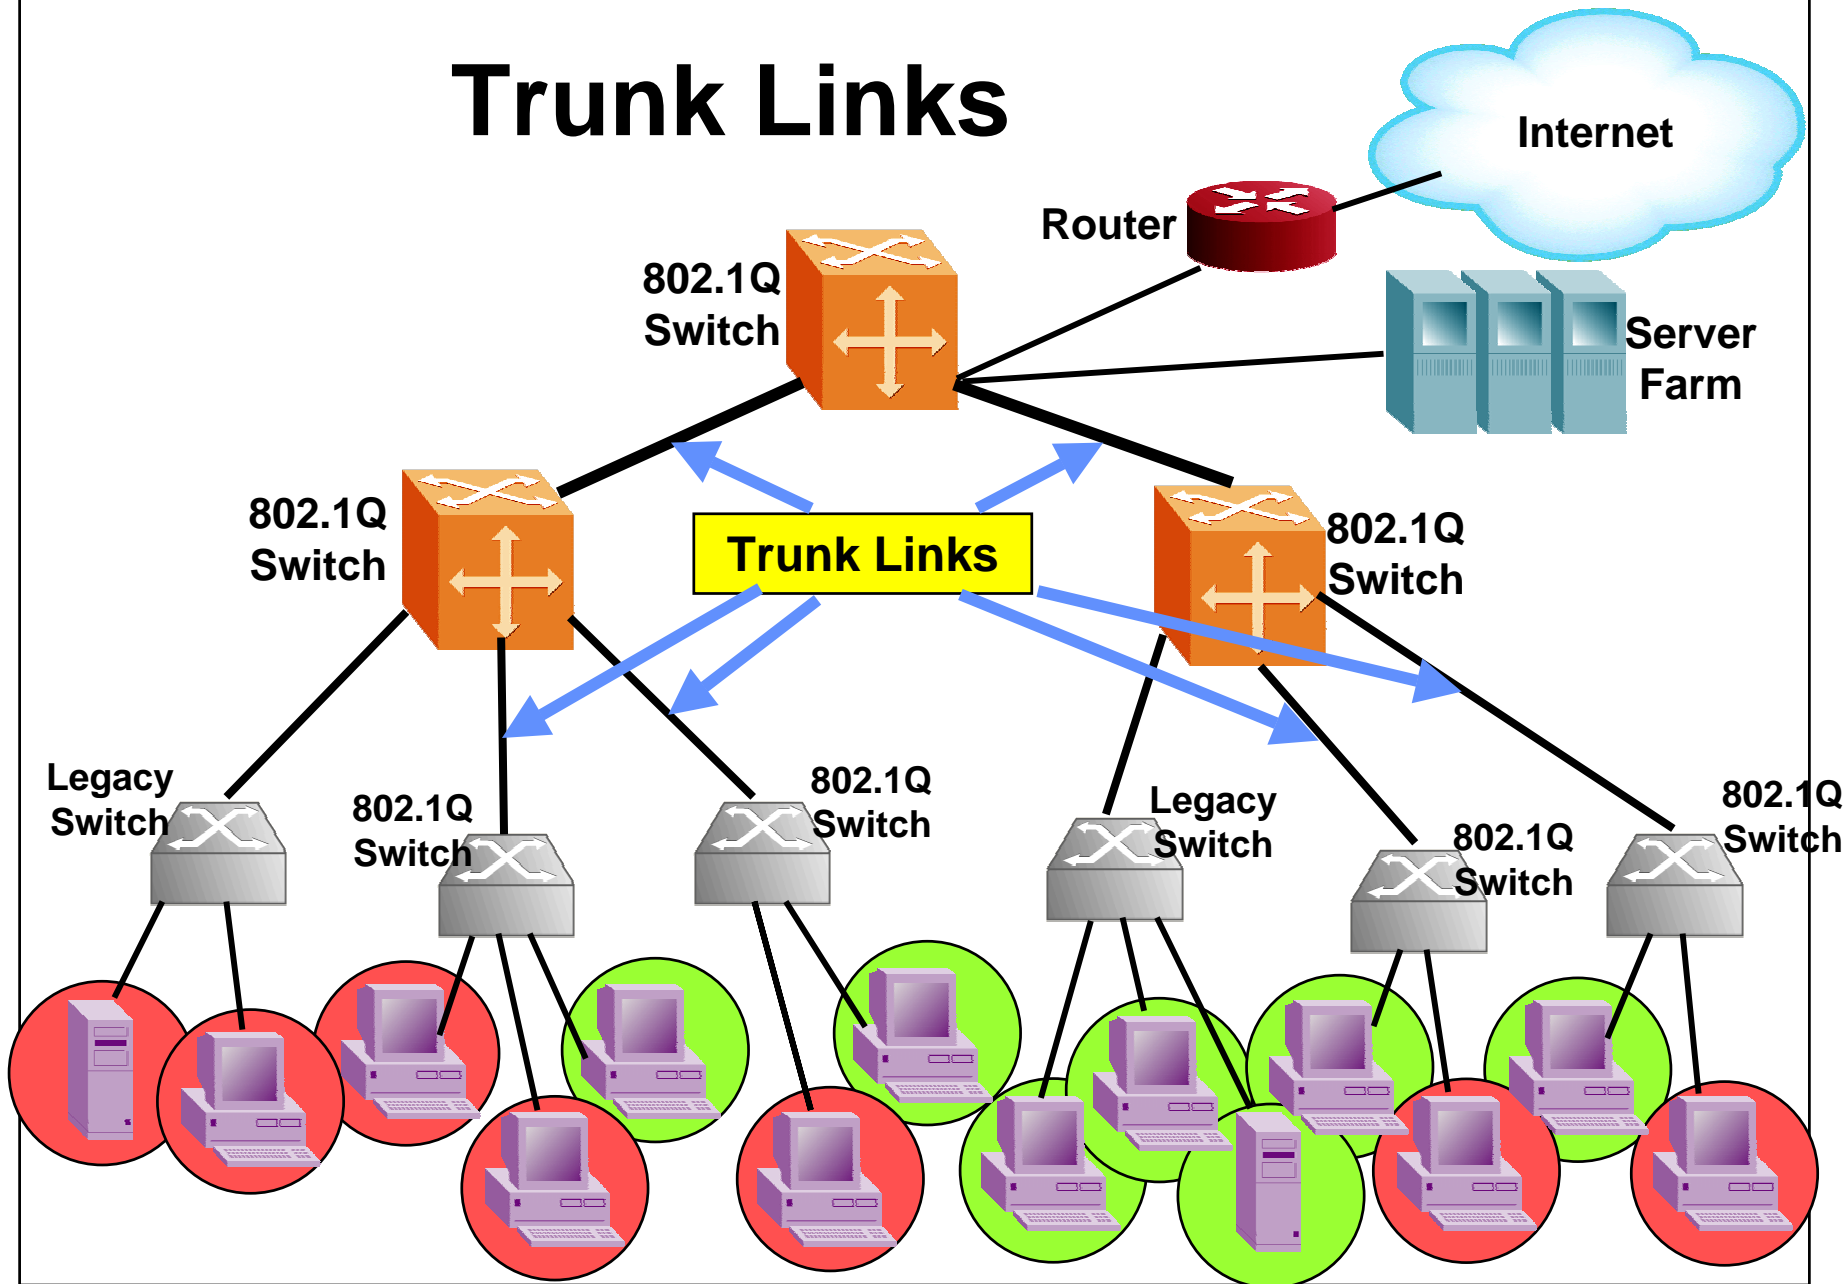 Trunk Links
Internet
Router
802.1Q
Switch
Server
Farm
802.1Q
Switch
Trunk Links
802.1Q
Switch
Legacy
Switch
802.1Q
Switch
802.1Q
Switch
Legacy
Switch
802.1Q
Switch
802.1Q
Switch